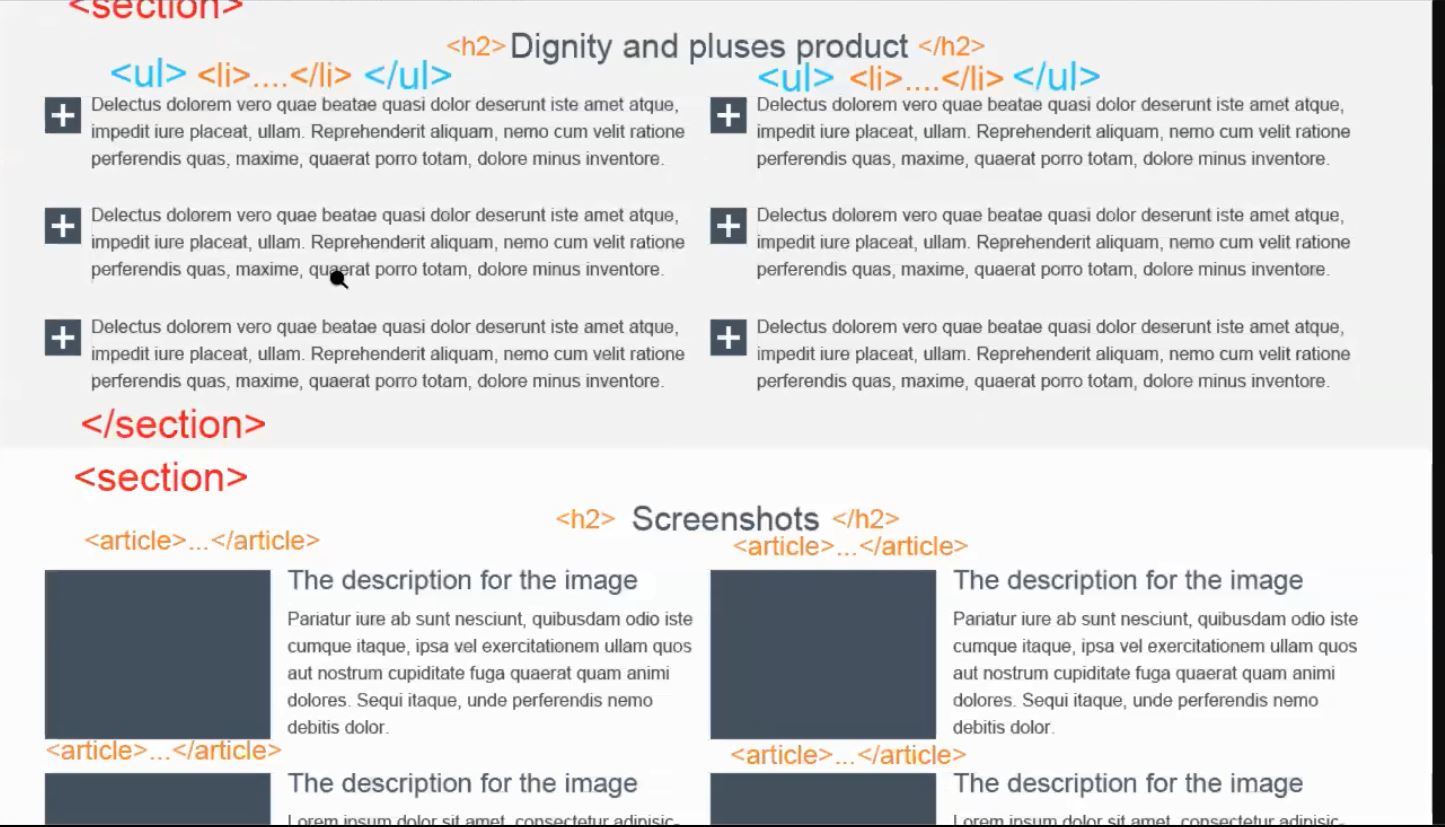 <section>
<h2> Dignity and pluses product </h2>
<ul> <li>....</li> </ul>
<ul> <li>....</li> </ul>
Delectus dolorem vero quae beatae quasi dolor deserunt iste amet atque,
impedit iure placeat, ullam. Reprehenderit aliquam, nemo cum velit ratione
perferendis quas, maxime, quaerat porro totam, dolore minus inventore.
Delectus dolorem vero quae beatae quasi dolor deserunt iste amet atque,
impedit iure placeat, ullam. Reprehenderit aliquam, nemo cum velit ratione
perferendis quas, maxime, quaerat porro totam, dolore minus inventore.
Delectus dolorem vero quae beatae quasi dolor deserunt iste amet atque,
impedit iure placeat, ullam. Reprehenderit aliquam, nemo cum velit ratione
perferendis quas, maxime, quaerat porro totam, dolore minus inventore.
Delectus dolorem vero quae beatae quasi dolor deserunt iste amet atque,
impedit iure placeat, ullam. Reprehenderit aliquam, nemo cum velit ratione
perferendis quas, maxime, quaerat porro totam, dolore minus inventore.
Delectus dolorem vero quae beatae quasi dolor deserunt iste amet atque,
impedit iure placeat, ullam. Reprehenderit aliquam, nemo cum velit ratione
perferendis quas, maxime, quaerat porro totam, dolore minus inventore.
Delectus dolorem vero quae beatae quasi dolor deserunt iste amet atque,
impedit iure placeat, ullam. Reprehenderit aliquam, nemo cum velit ratione
perferendis quas, maxime, quaerat porro totam, dolore minus inventore.
</section>
<section>
<h2> Screenshots </h2>
<article>...</article>
The description for the image
Pariatur iure ab sunt nesciunt, quibusdam odio iste
cumque itaque, ipsa vel exercitationem ullam quos
aut nostrum cupiditate fuga quaerat quam animi
dolores. Sequi itaque, unde perferendis nemo
debitis dolor.
<article>...</article>
The description for the image
Pariatur iure ab sunt nesciunt, quibusdam odio iste
cumque itaque, ipsa vel exercitationem ullam quos
aut nostrum cupiditate fuga quaerat quam animi
dolores. Sequi itaque, unde perferendis nemo
debitis dolor.
<article>...</article>
The description for the image
Lorem ipsum dolor sit amet, consectetur adipisic-
<article>...</article>
The description for the image
Lorem ipsum dolor sit amet, consectetur adipisic-